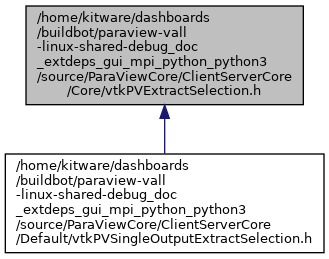 /home/kitware/dashboards
/buildbot/paraview-vall
-linux-shared-debug_doc
_extdeps_gui_mpi_python_python3
/source/ParaViewCore/ClientServerCore
/Core/vtkPVExtractSelection.h
/home/kitware/dashboards
/buildbot/paraview-vall
-linux-shared-debug_doc
_extdeps_gui_mpi_python_python3
/source/ParaViewCore/ClientServerCore
/Default/vtkPVSingleOutputExtractSelection.h